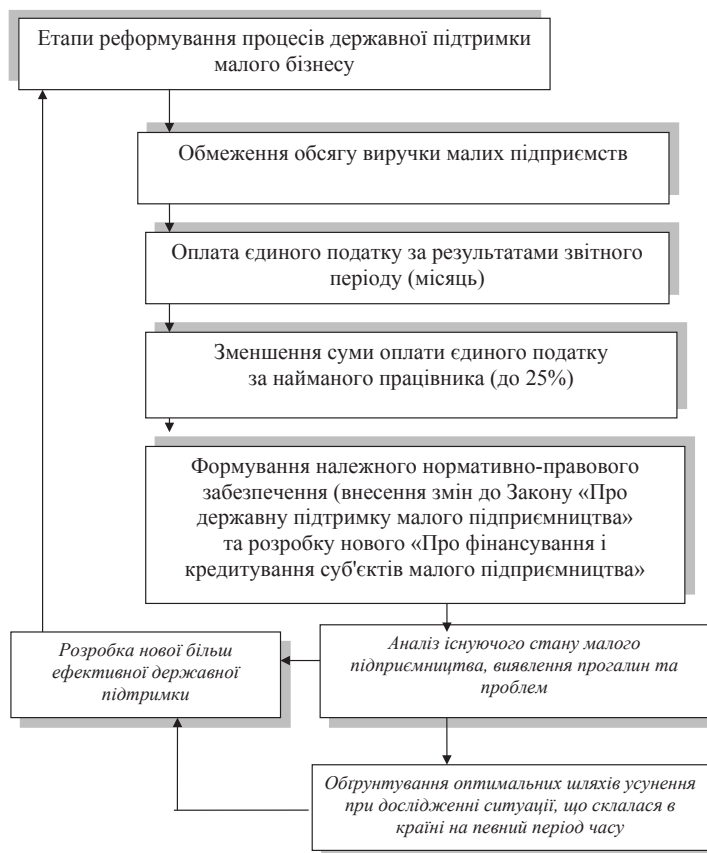 Етапи реформування процесів державної підтримки
малого бізнесу
Обмеження обсягу виручки малих підприємств
Оплата єдиного податку за результатами звітного
періоду (місяць)
Зменшення суми оплати єдиного податку
за найманого працівника (до 25%)
Формування належного нормативно-правового
забезпечення (внесення змін до Закону «Про
державну підтримку малого підприємництва»
та розробку нового «Про фінансування і
кредитування суб'єктів малого підприємництва»
Розробка нової більш
ефективної державної
підтримки
Аналіз існуючого стану малого
підприємництва, виявлення прогалин та
проблем
Обґрунтування оптимальних шляхів усунення
при дослідженні ситуації, що склалася в
країні на певний період часу